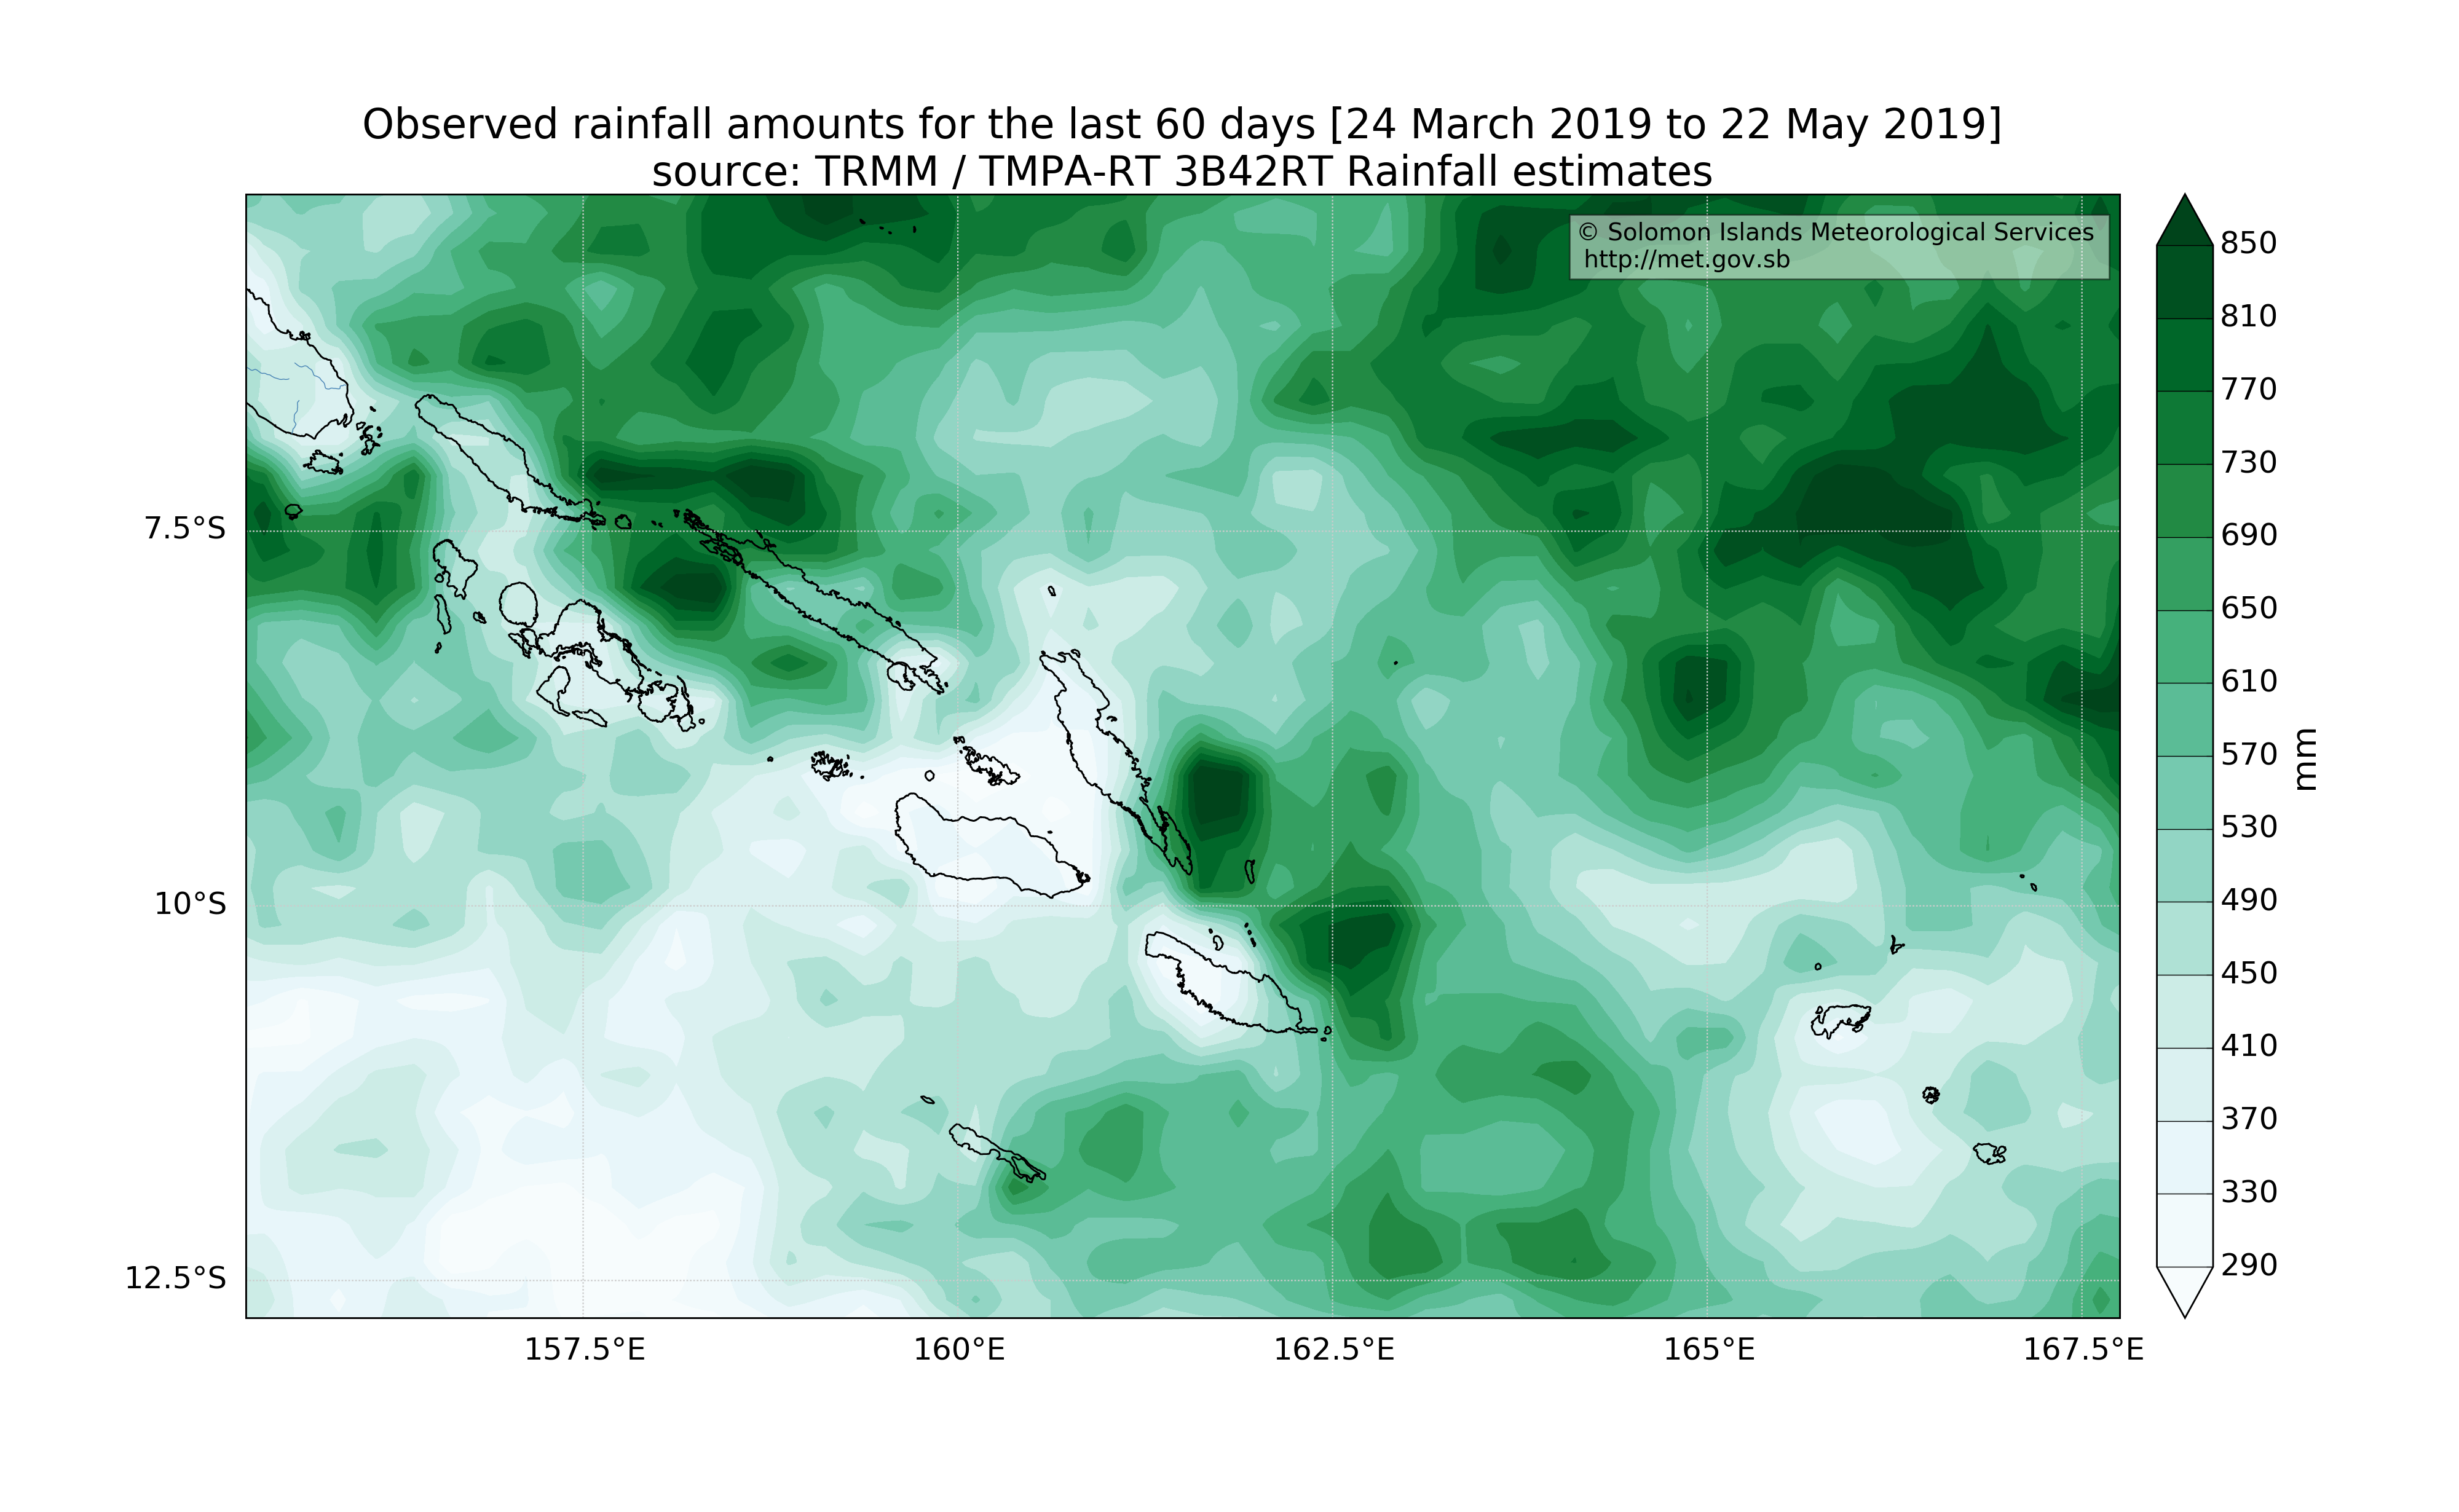 Observed rainfall amounts for the last 60 days [24 March 2019 to 22 May 2019]
source: TRMM / TMPA-RT 3B42RT Rainfall estimates
© Solomon Islands Meteorological Services
http://met.gov.sb
7.5°S
10°S
12.5°S
157.5°E
160°E
162.5°E
165°E
167.5°E
850
810
770
730
690
650
610
570
530
490
450
410
370
330
290
mm